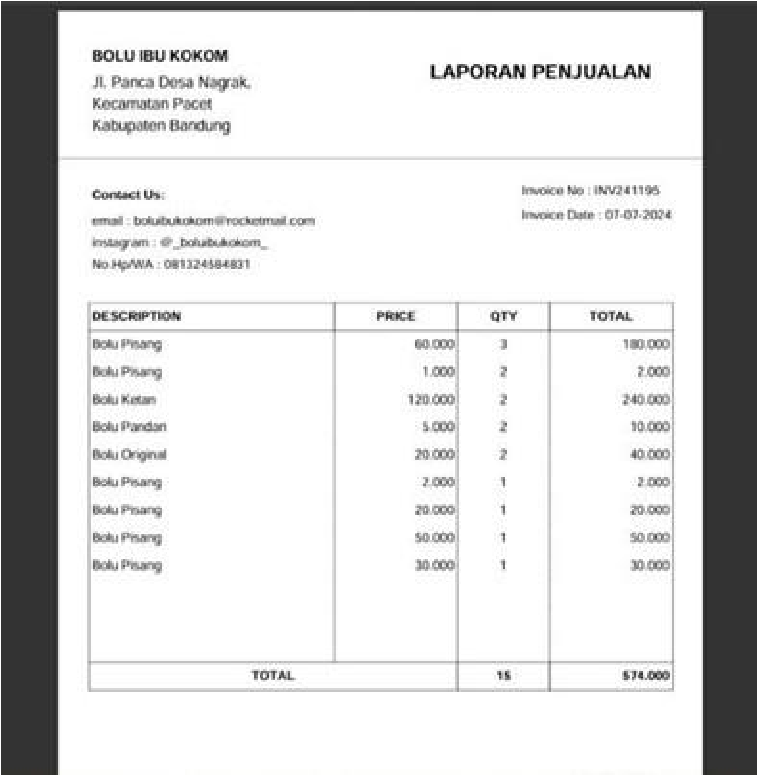 BOLU IBU KOKOM
LAPORAN PENJUALAN
Jl. Panca Desa Nagrak,
Kecamatan Pacet
Kabupaten Bandung
Contact Us:
Invoice No : INV241195
email : boluibukokom@rocketmail.com
Invoice Date : 07-07-2024
instagram : @_boluibukokom_
No.Hp/WA : 081324584831
DESCRIPTION PRICE QTY TOTAL
Bolu Pisang 60.000 3 180.000
Bolu Pisang 1.000 2 2.000
Bolu Ketan 120.000 2 240.000
Bolu Pandan 5.000 2 10.000
Bolu Original 20.000 2 40.000
Bolu Pisang 2.000 1 2.000
Bolu Pisang 20.000 1 20.000
Bolu Pisang 50.000 1 50.000
Bolu Pisang 30.000 1 30.000
TOTAL 15 574.000